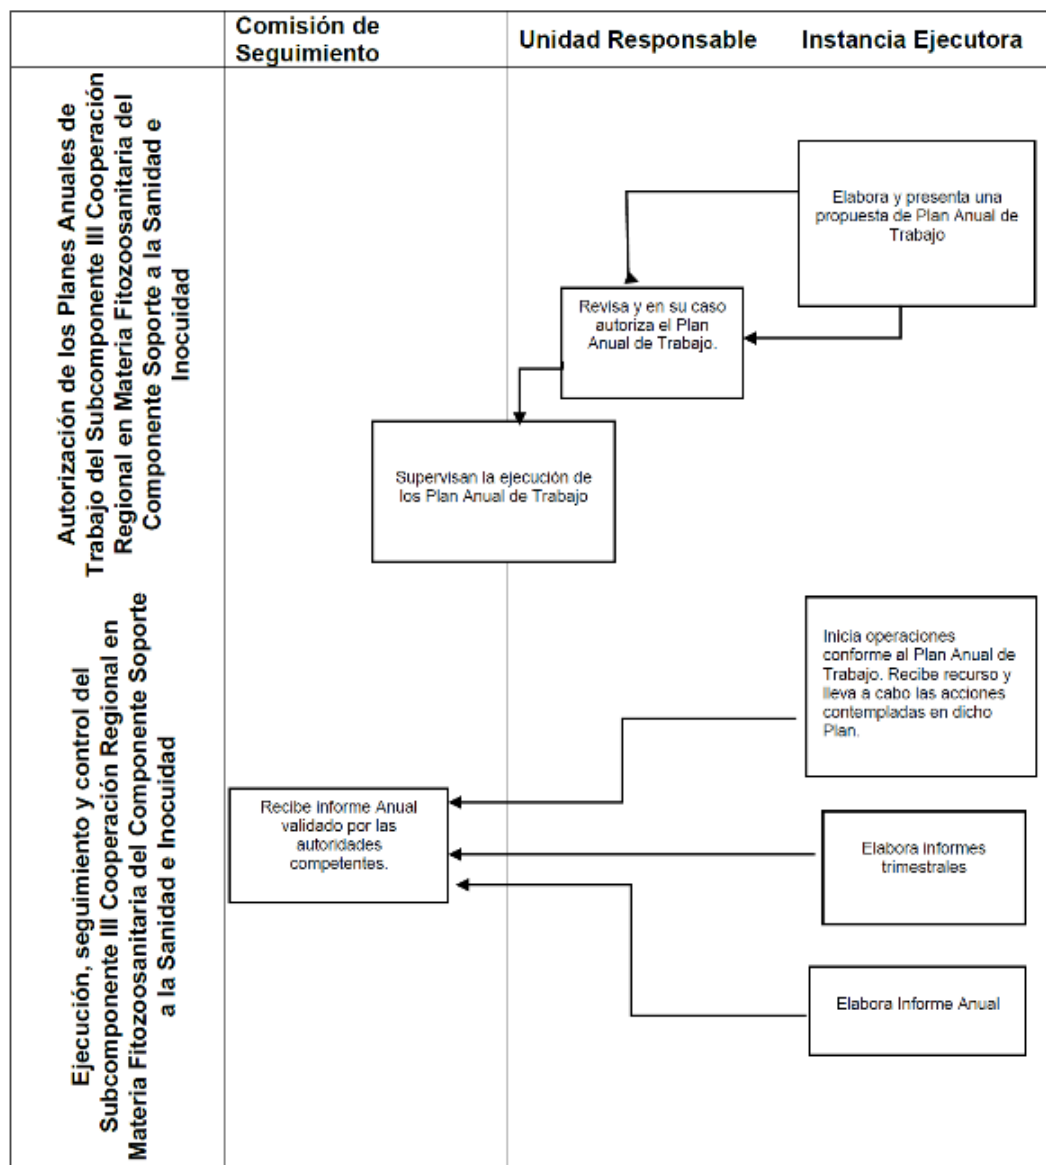 Comisión de
Seguimiento
Unidad Responsable
Instancia Ejecutora
Autorización de los Planes Anuales de
Trabajo del Subcomponente III Cooperación
Regional en Materia Fitozoosanitaria del
Componente Soporte a la Sanidad e
Inocuidad
Elabora y presenta una
propuesta de Plan Anual de
Trabajo
Revisa y en su caso
autoriza el Plan
Anual de Trabajo.
Supervisan la ejecución de
los Plan Anual de Trabajo
Ejecución, seguimiento y control del
Subcomponente III Cooperación Regional en
Materia Fitozoosanitaria del Componente Soporte
a la Sanidad e Inocuidad
Inicia operaciones
conforme al Plan Anual de
Trabajo. Recibe recurso y
lleva a cabo las acciones
contempladas en dicho
Plan.
Recibe informe Anual
validado por las
autoridades
competentes.
Elabora informes
trimestrales
Elabora Informe Anual